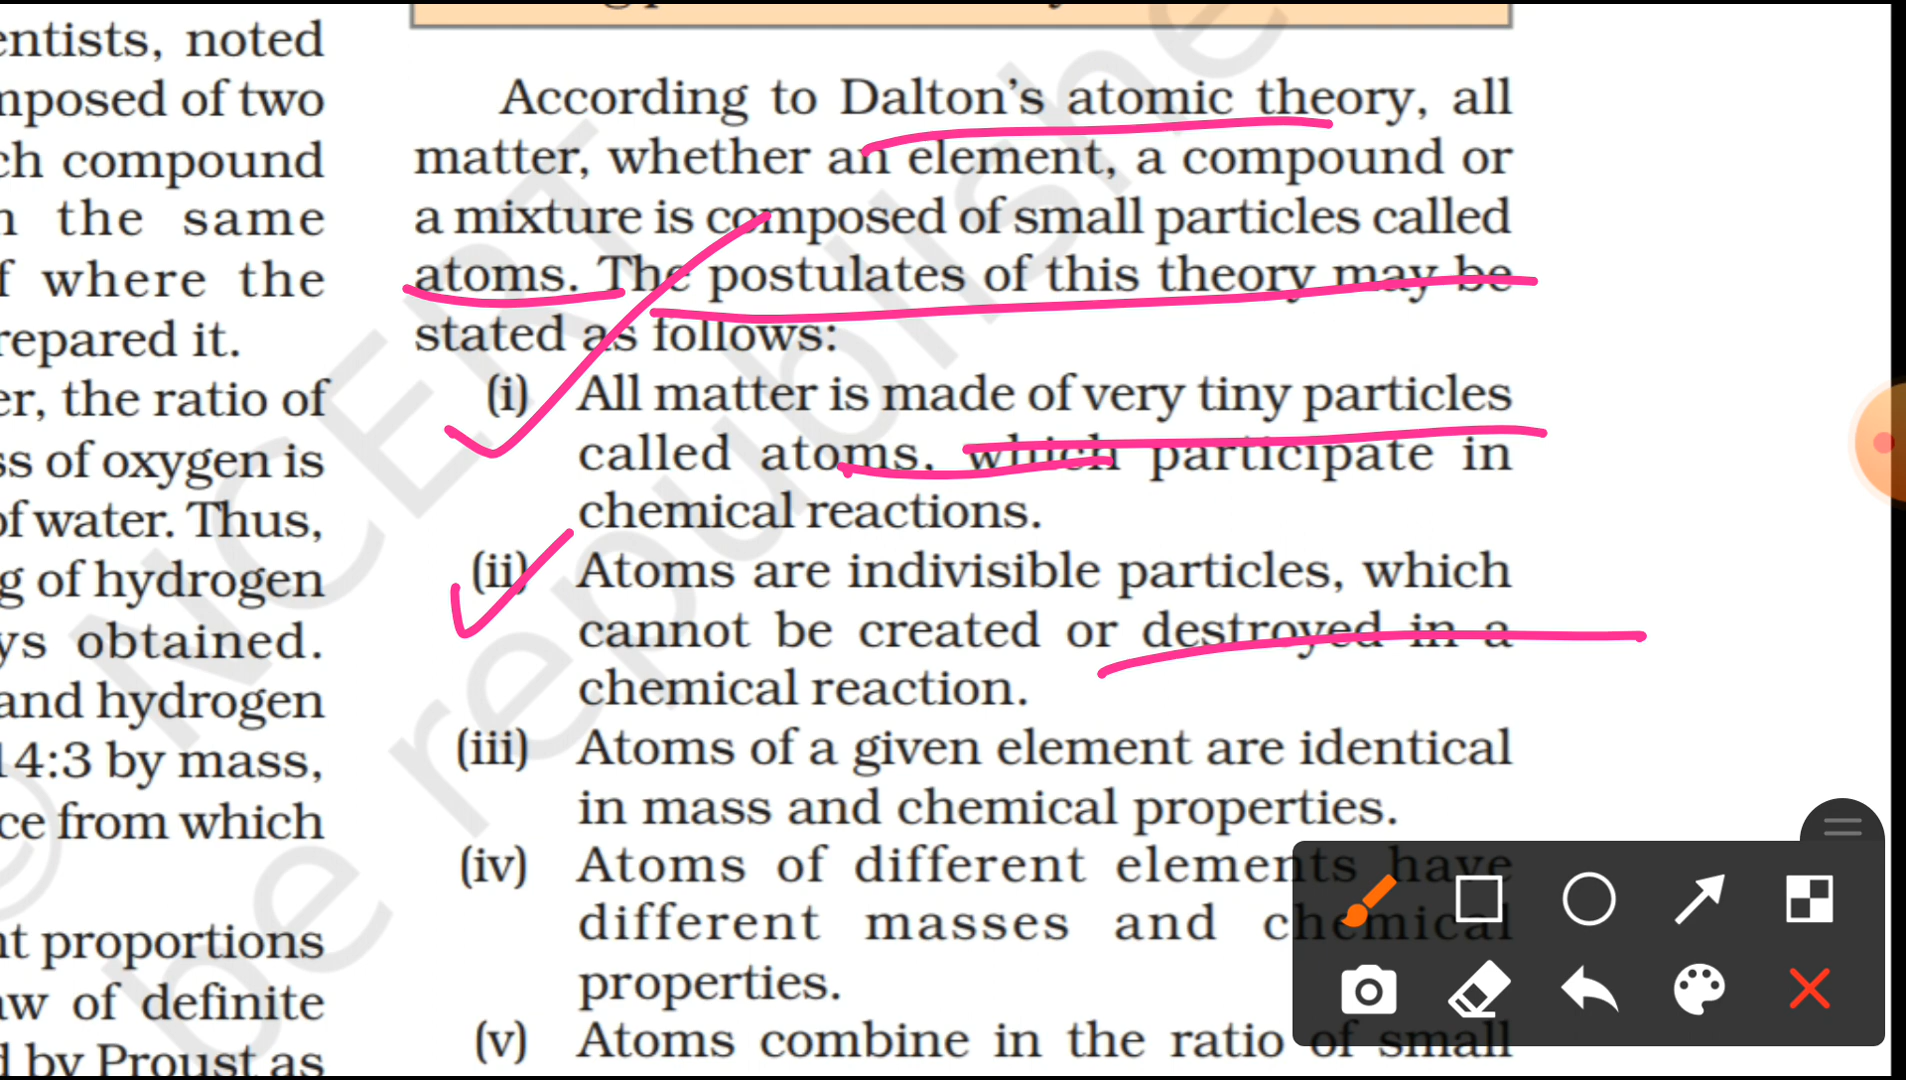 entists, noted
nposed of two
ch compound
n the same
f where the
repared it.
er, the ratio of
ss of oxygen is
of water. Thus,
g of hydrogen
ys obtained.
and hydrogen
14:3 by mass,
ce from which
nt proportions
aw of definite
d by Proust as
According to Dalton's atomic theory, all
matter, whether an element, a compound or
a mixture is composed of small particles called
atoms. The postulates of this theory may be
stated as follows:
(i) All matter is made of very tiny particles
called atoms, which participate in
chemical reactions.
(ii) Atoms are indivisible particles, which
cannot be created or destroyed in a
chemical reaction.
(iii) Atoms of a given element are identical
in mass and chemical properties.
(iv) Atoms of different elements have
different masses and chemical
properties.
(v) Atoms combine in the ratio of small
© NCERT
be republishe